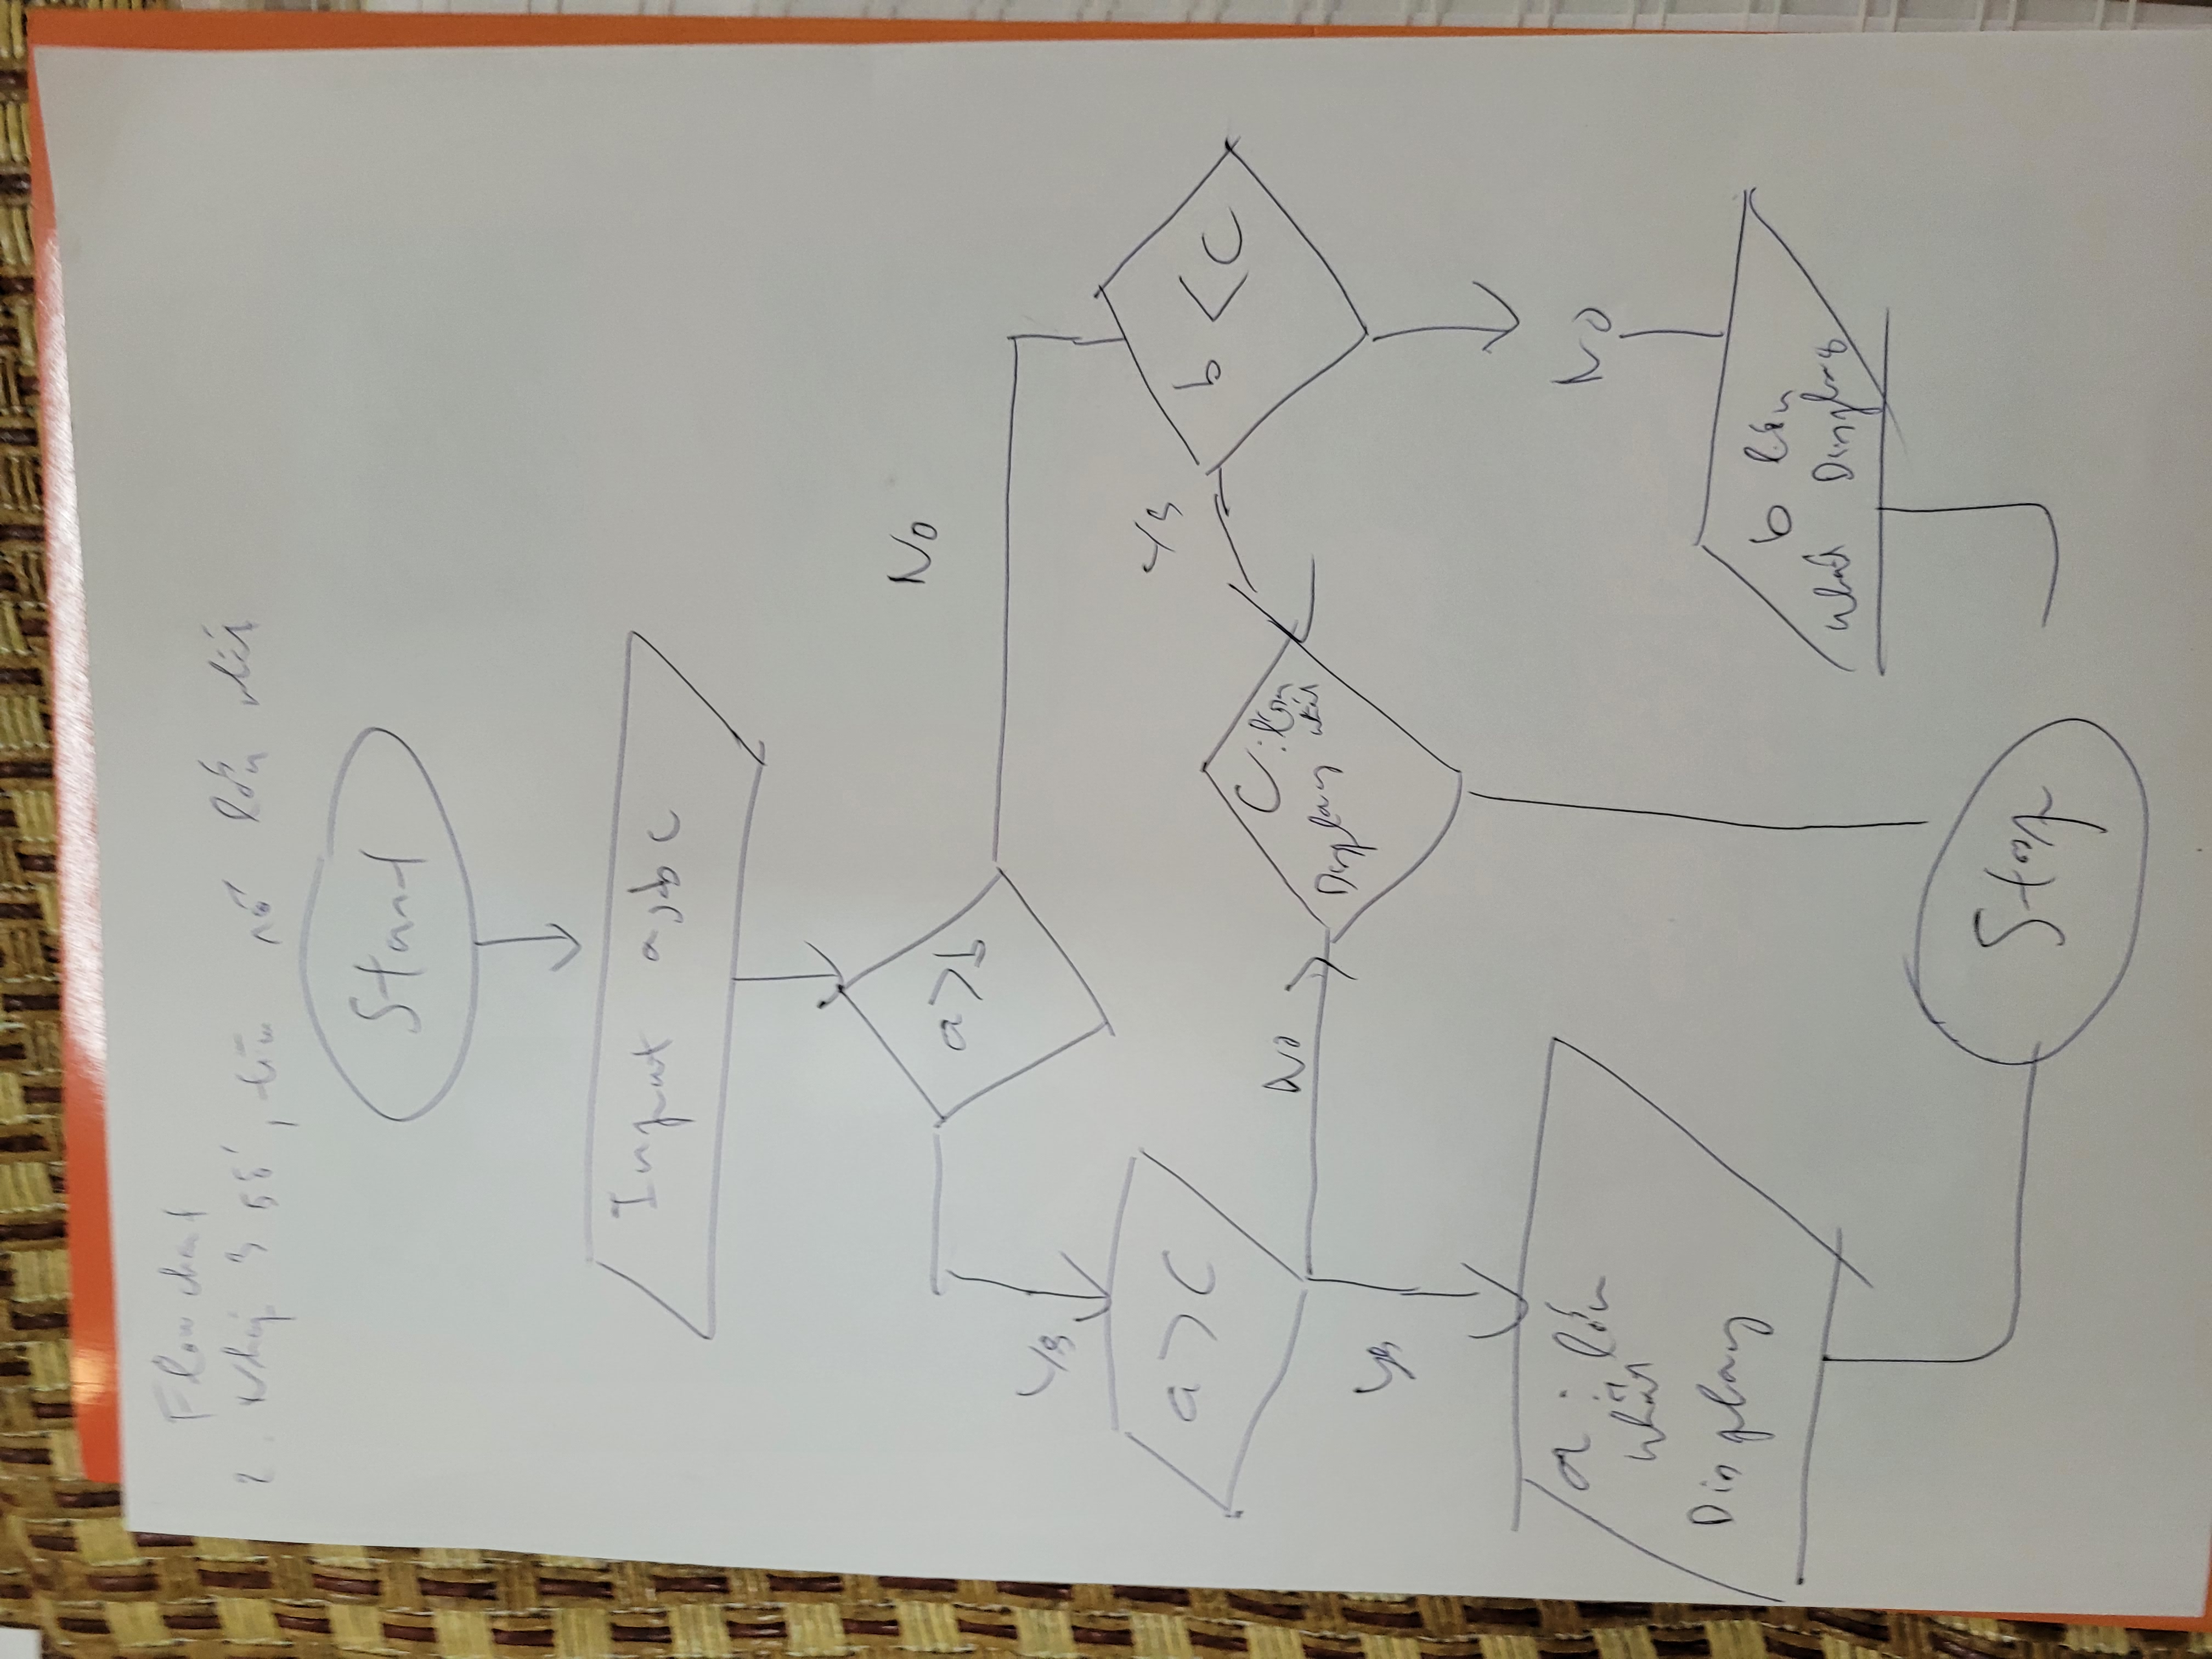 Flow chart
2. Nhập 3 số, tìm số lớn nhất
Start
Input a, b c
a > b
No
Yes
a > c
Yes
b < c
No
C: lớn
Display nhất
Yes
a: lớn
nhất
Display
No
b lớn
nhất Display
Stop